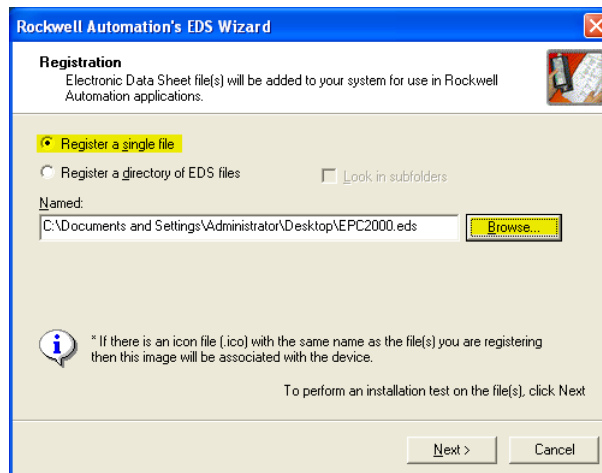 Rockwell Automation's EDS Wizard
Registration
Electronic Data Sheet file(s) will be added to your system for use in Rockwell
Automation applications.
Register a single file
Register a directory of EDS files
Look in subfolders
Named:
C:\Documents and Settings\Administrator\Desktop\EPC2000.eds
Browse...
* If there is an icon file (.ico) with the same name as the file(s) you are registering
then this image will be associated with the device.
To perform an installation test on the file(s), click Next
Next >
Cancel